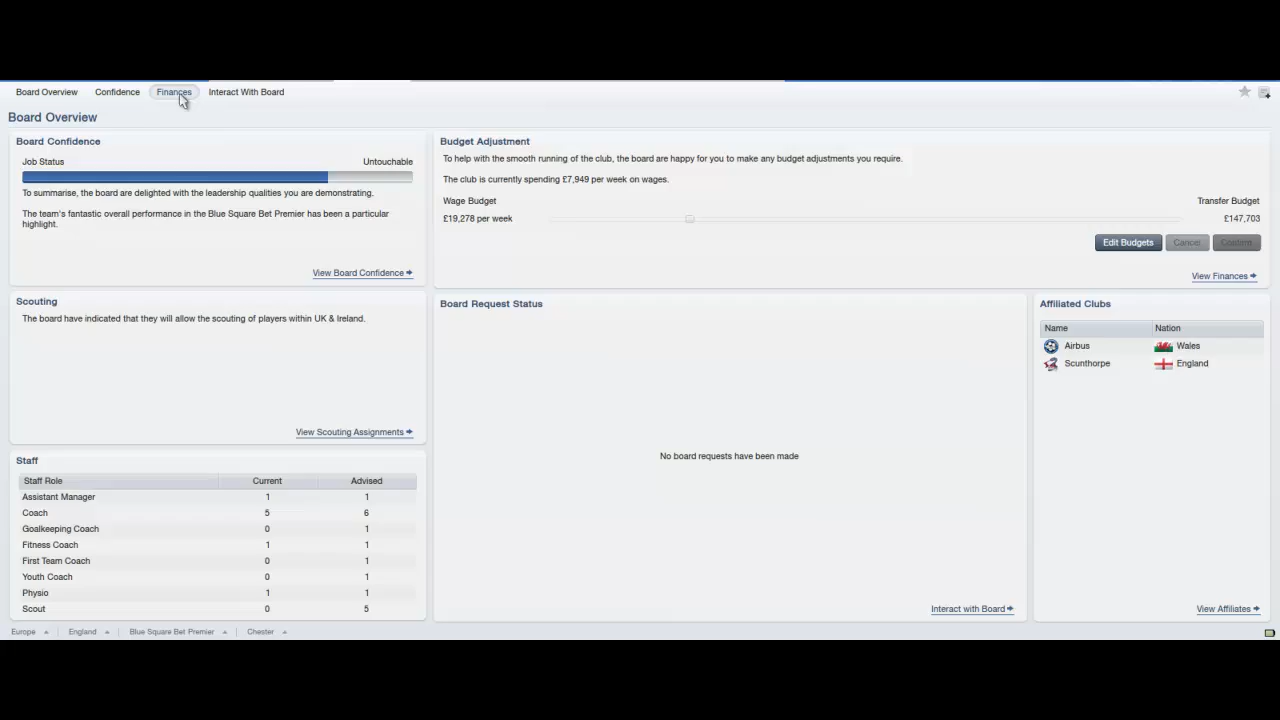 Board Overview Confidence Finances Interact With Board
Board Overview
Board Confidence
Job Status Untouchable
To summarise, the board are delighted with the leadership qualities you are demonstrating.
The team's fantastic overall performance in the Blue Square Bet Premier has been a particular
highlight.
View Board Confidence
Budget Adjustment
To help with the smooth running of the club, the board are happy for you to make any budget adjustments you require.
The club is currently spending £7,949 per week on wages.
Wage Budget Transfer Budget
£19,278 per week £147,703
Edit Budgets Cancel Confirm
View Finances
Scouting
The board have indicated that they will allow the scouting of players within UK & Ireland.
View Scouting Assignments
Board Request Status
No board requests have been made
Interact with Board
Affiliated Clubs
Name Nation
Airbus Wales
Scunthorpe England
View Affiliates
Staff
Staff Role Current Advised
Assistant Manager 1 1
Coach 5 6
Goalkeeping Coach 0 1
Fitness Coach 1 1
First Team Coach 0 1
Youth Coach 0 1
Physio 1 1
Scout 0 5
Europe England Blue Square Bet Premier Chester